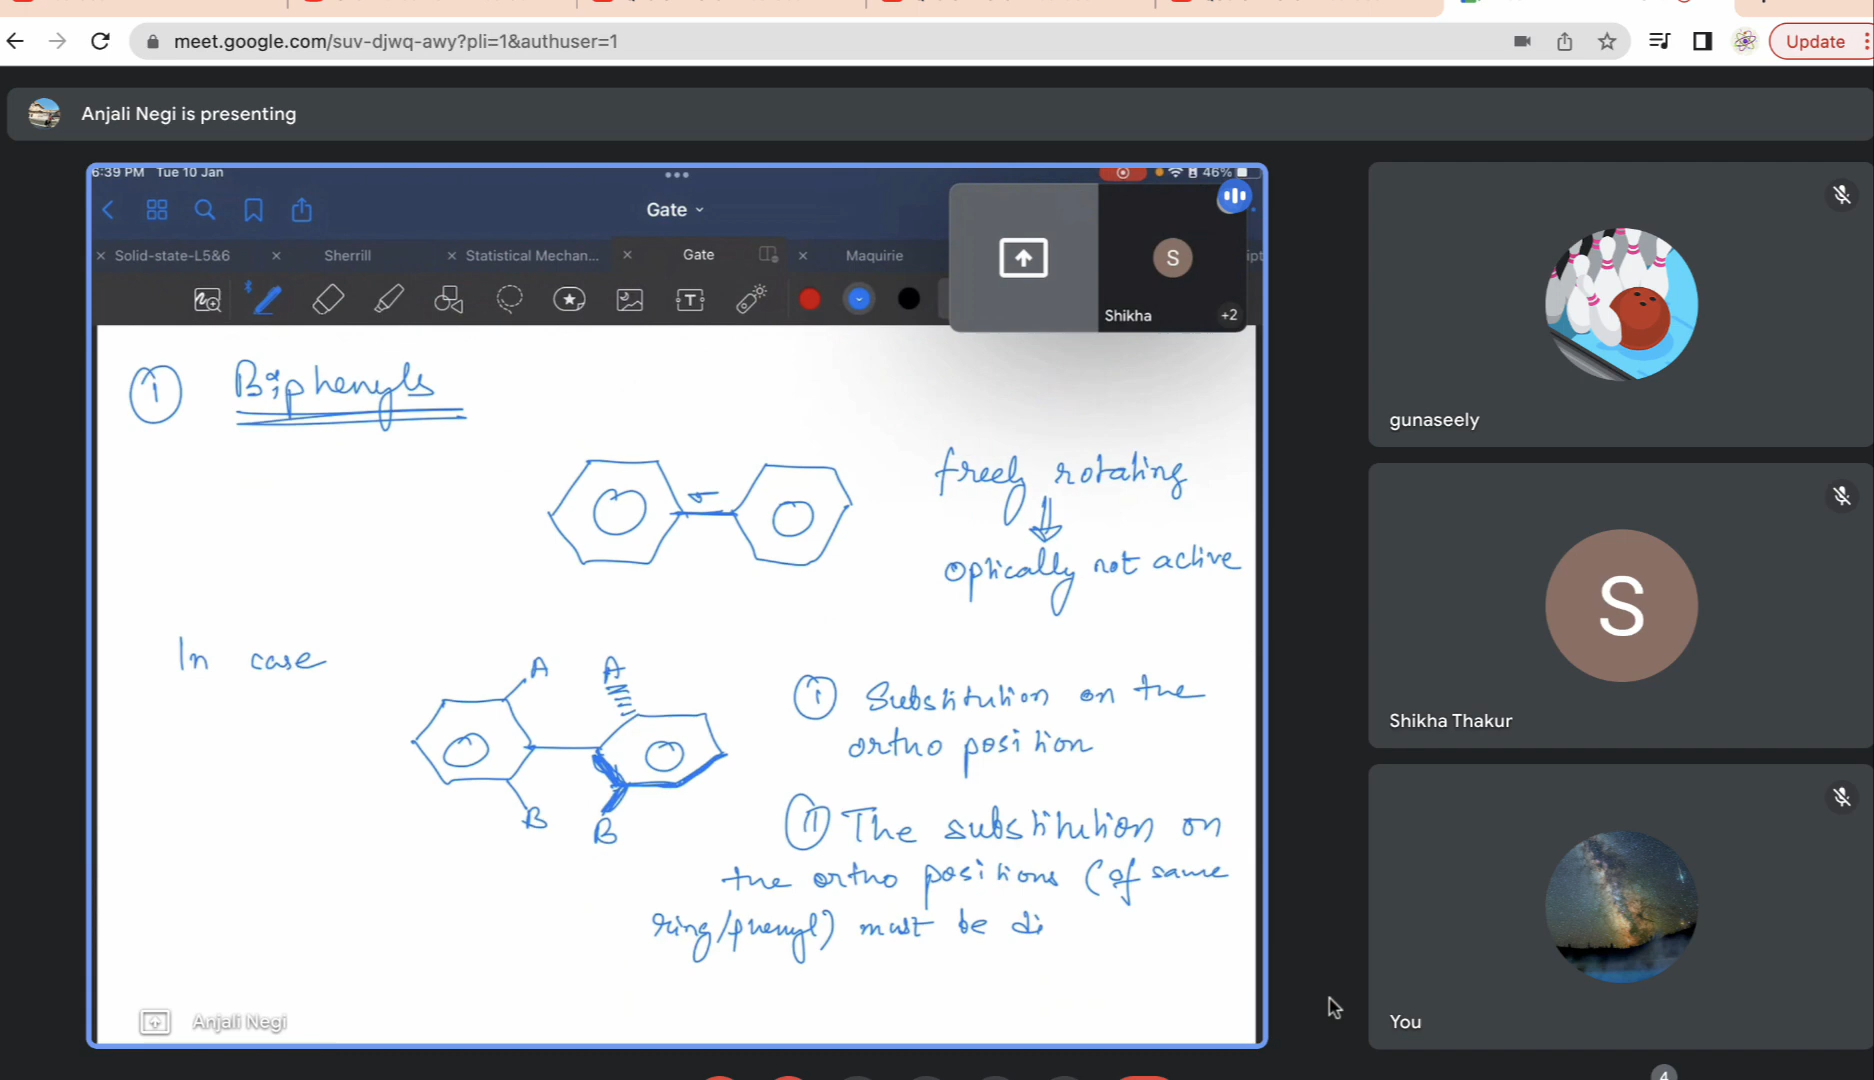 meet.google.com/suv-djwq-awy?pli=1&authuser=1
Update
Anjali Negi is presenting
6:39 PM Tue 10 Jan
46%
Gate
Solid-state-L5&6
Sherrill
Statistical Mechan...
Gate
Maquirie
ipt
S
Shikha
+2
T
① Biphenyls
σ
freely rotating
⇓
optically not active
In case
A
A
B
B
Ⓘ Substitution on the
ortho position
Ⓘⓘ The substitution on
the ortho positions (of same
ring/phenyl) must be di
Anjali Negi
gunaseely
S
Shikha Thakur
You
4